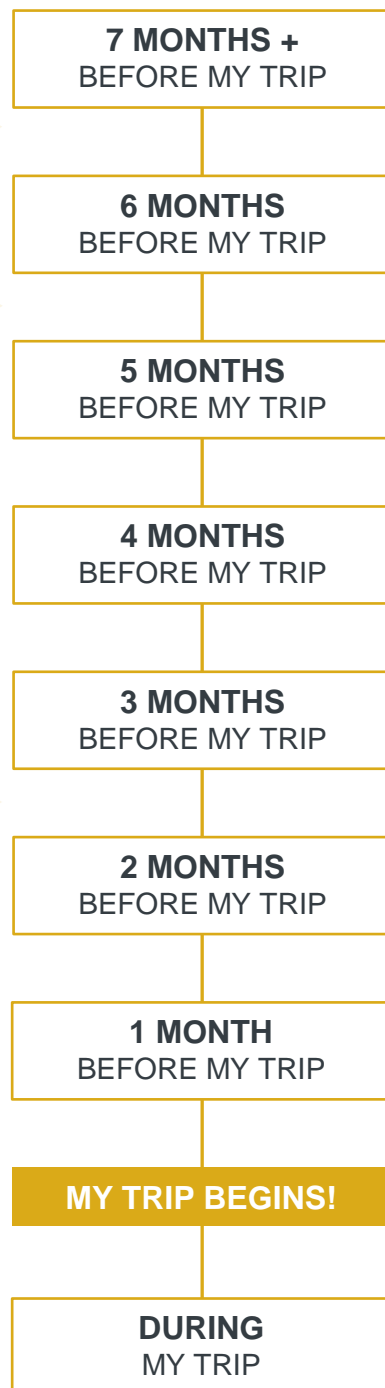 7 MONTHS +
BEFORE MY TRIP
6 MONTHS
BEFORE MY TRIP
5 MONTHS
BEFORE MY TRIP
4 MONTHS
BEFORE MY TRIP
3 MONTHS
BEFORE MY TRIP
2 MONTHS
BEFORE MY TRIP
1 MONTH
BEFORE MY TRIP
MY TRIP BEGINS!
DURING
MY TRIP